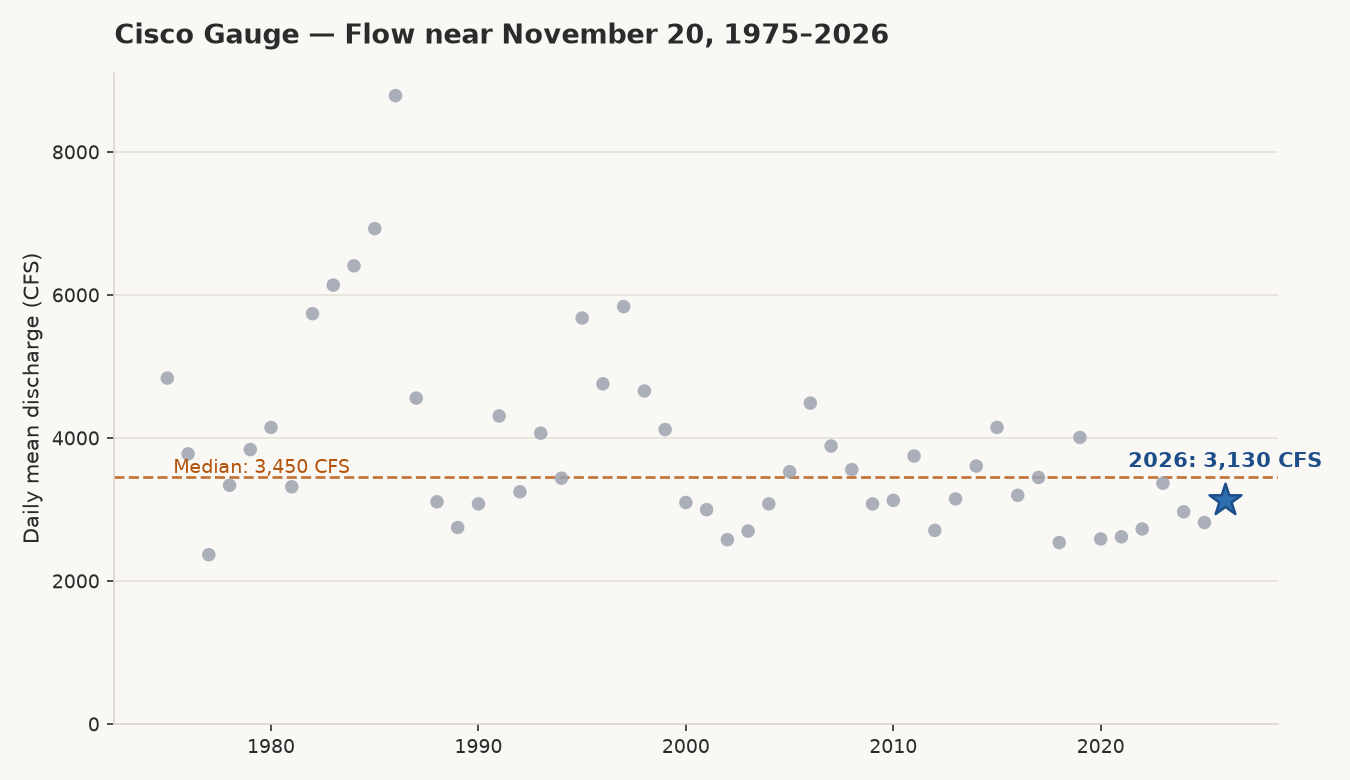 Cisco Gauge — Flow near November 20, 1975–2026
Daily mean discharge (CFS)
8000
6000
4000
2000
0
Median: 3,450 CFS
2026: 3,130 CFS
1980
1990
2000
2010
2020